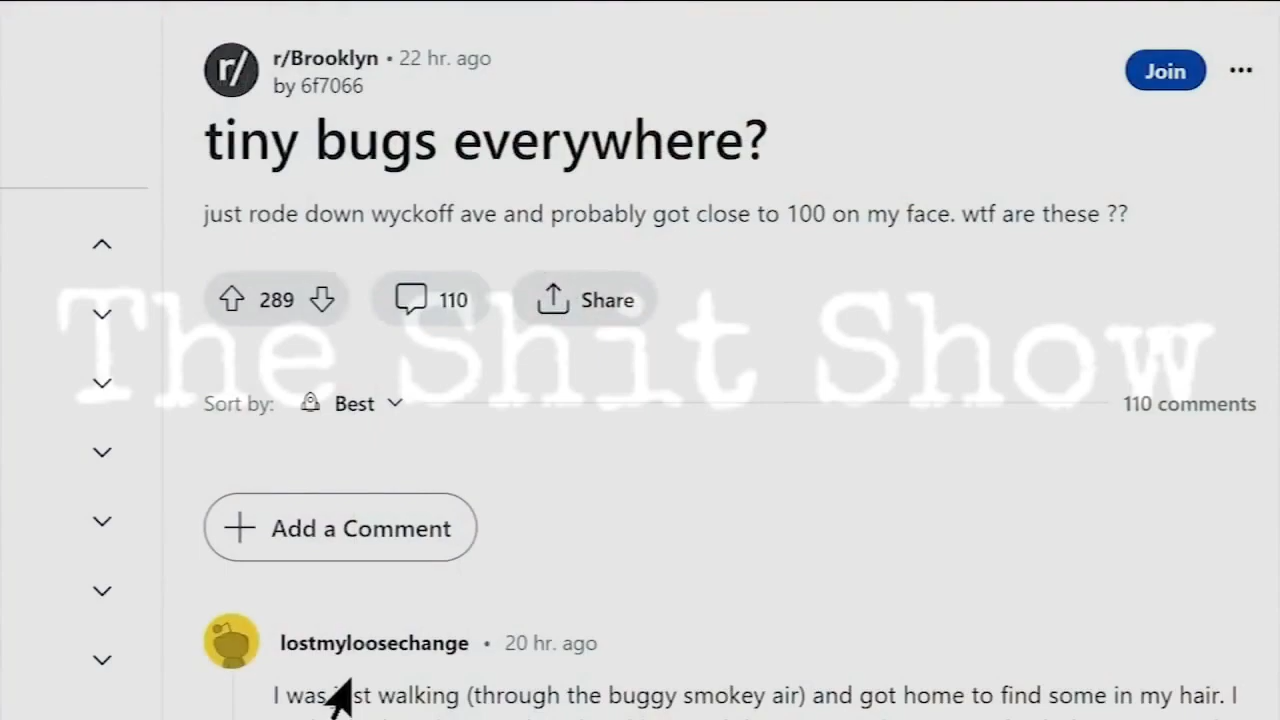 r/
r/Brooklyn • 22 hr. ago
by 6f7066
Join
tiny bugs everywhere?
just rode down wyckoff ave and probably got close to 100 on my face. wtf are these ??
289
110
Share
The Shit Show
Sort by: Best
110 comments
Add a Comment
lostmyloosechange • 20 hr. ago
I was just walking (through the buggy smokey air) and got home to find some in my hair. I